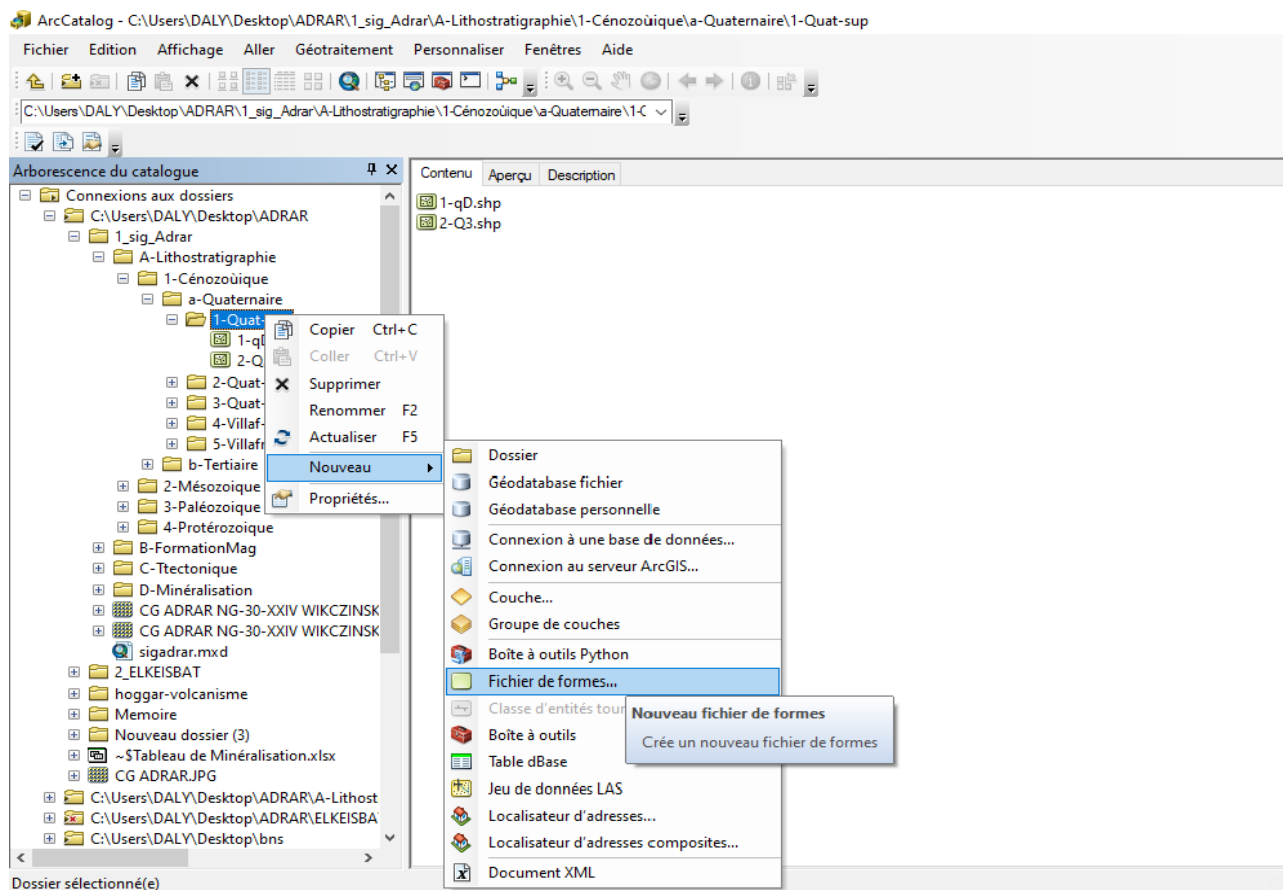 ArcCatalog - C:\Users\DALY\Desktop\ADRAR\1_sig_Adrar\A-Lithostratigraphie\1-Cénozoùique\a-Quaternaire\1-Quat-sup
Fichier Edition Affichage Aller Géotraitement Personnaliser Fenêtres Aide
C:\Users\DALY\Desktop\ADRAR\1_sig_Adrar\A-Lithostratigraphie\1-Cénozoùique\a-Quaternaire\1-C
Arborescence du catalogue
Connexions aux dossiers
C:\Users\DALY\Desktop\ADRAR
1_sig_Adrar
A-Lithostratigraphie
1-Cénozoùique
a-Quaternaire
1-Quat-
1-qD
2-Q
2-Quat-
3-Quat-
4-Villaf-
5-Villafr
b-Tertiaire
2-Mésozoique
3-Paléozoique
4-Protérozoique
B-FormationMag
C-Ttectonique
D-Minéralisation
CG ADRAR NG-30-XXIV WIKCZINSK
CG ADRAR NG-30-XXIV WIKCZINSK
sigadrar.mxd
2_ELKEISBAT
hoggar-volcanisme
Memoire
Nouveau dossier (3)
~$Tableau de Minéralisation.xlsx
CG ADRAR.JPG
C:\Users\DALY\Desktop\ADRAR\A-Lithost
C:\Users\DALY\Desktop\ADRAR\ELKEISBA
C:\Users\DALY\Desktop\bns
Dossier sélectionné(e)
Contenu Aperçu Description
1-qD.shp
2-Q3.shp
Copier Ctrl+C
Coller Ctrl+V
Supprimer
Renommer F2
Actualiser F5
Nouveau
Propriétés...
Dossier
Géodatabase fichier
Géodatabase personnelle
Connexion à une base de données...
Connexion au serveur ArcGIS...
Couche...
Groupe de couches
Boîte à outils Python
Fichier de formes...
Classe d'entités tour
Boîte à outils
Table dBase
Jeu de données LAS
Localisateur d'adresses...
Localisateur d'adresses composites...
Document XML
Nouveau fichier de formes
Crée un nouveau fichier de formes